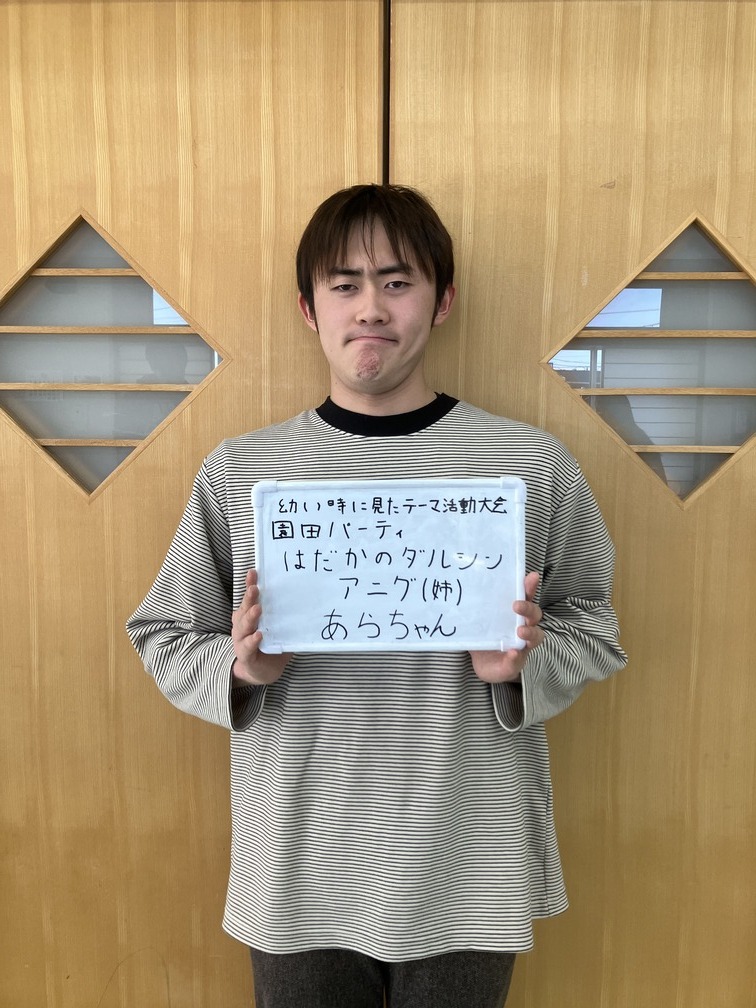 幼い時に見たテーマ活動大会
園田パーティ
はだかのダルシン
アニグ(姉)
あらちゃん